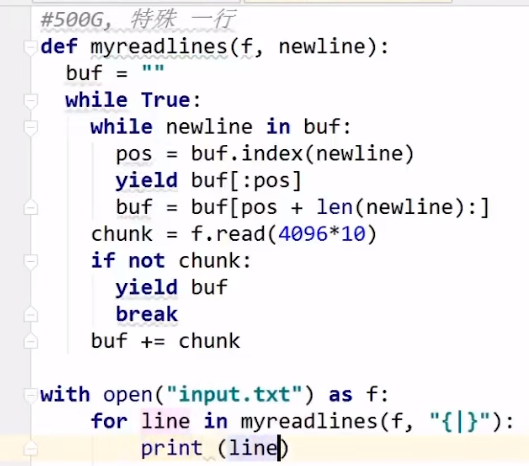 #500G, 特殊 一行
def myreadlines(f, newline):
  buf = ""
  while True:
    while newline in buf:
      pos = buf.index(newline)
      yield buf[:pos]
      buf = buf[pos + len(newline):]
    chunk = f.read(4096*10)
    if not chunk:
      yield buf
      break
    buf += chunk

with open("input.txt") as f:
    for line in myreadlines(f, "{|}"):
        print (line)